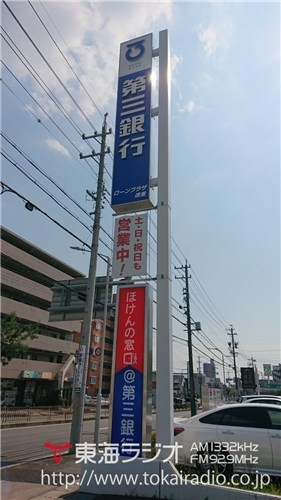 第三銀行
ローンプラザ
土・日・祝日も
営業中!
ほけんの窓口
@第三銀行
東海ラジオ AM1332kHz
FM92.9MHz
http://www.tokairadio.co.jp